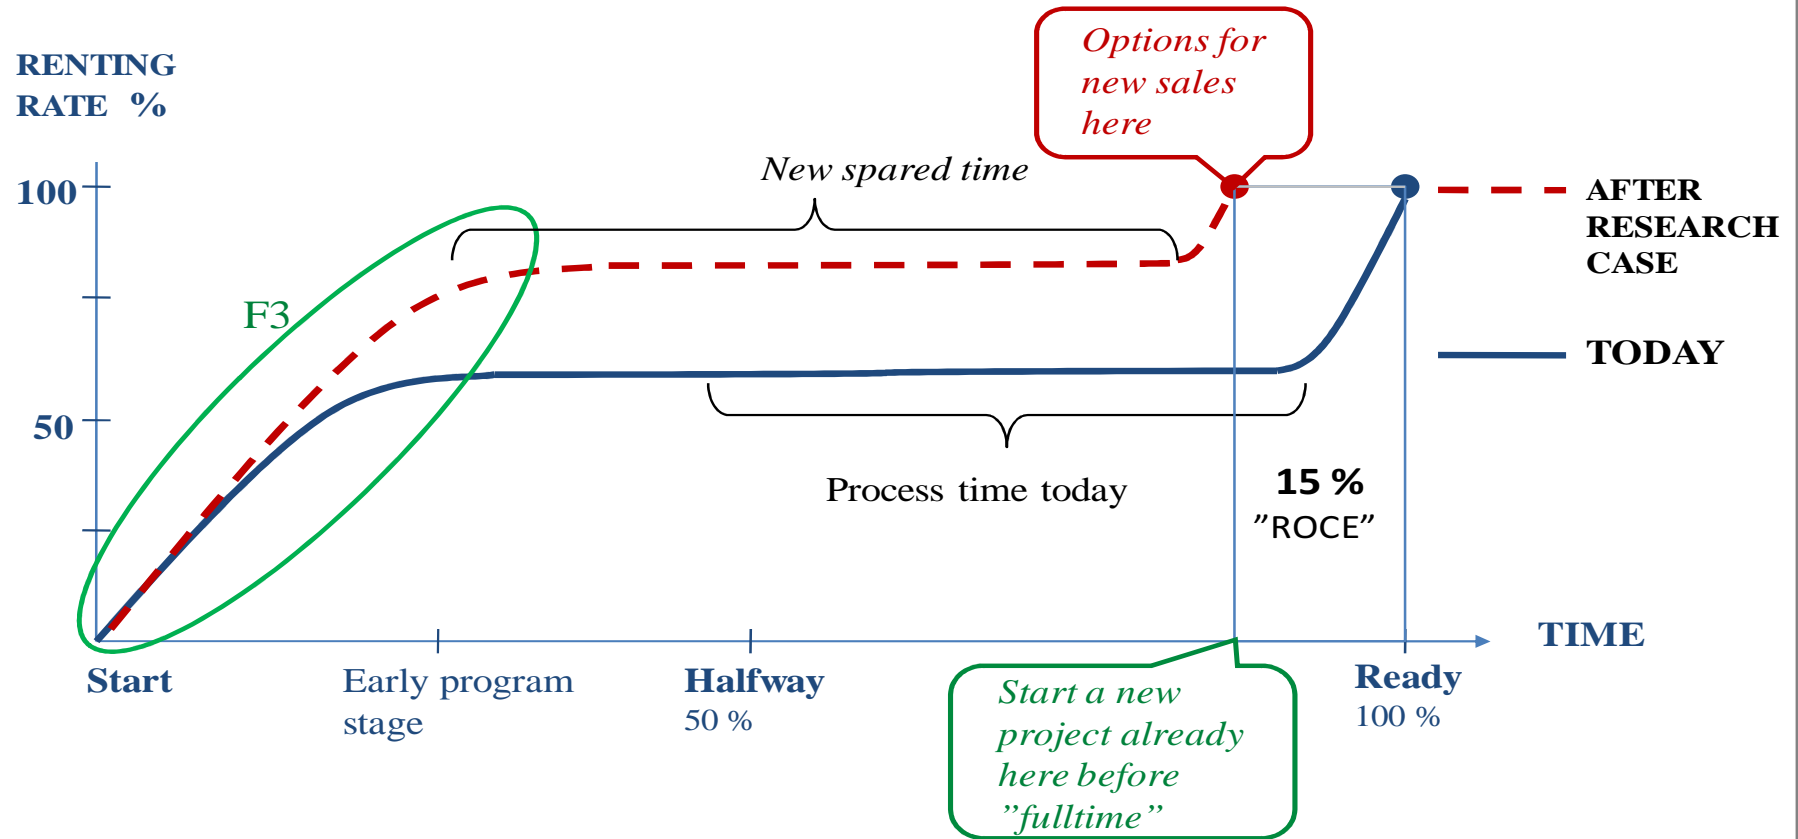 RENTING
RATE %
Options for
new sales
here
New spared time
100
AFTER
RESEARCH
CASE
F3
TODAY
50
15 %
”ROCE”
Process time today
TIME
Start
Early program
stage
Halfway
50 %
Start a new
project already
here before
”fulltime”
Ready
100 %